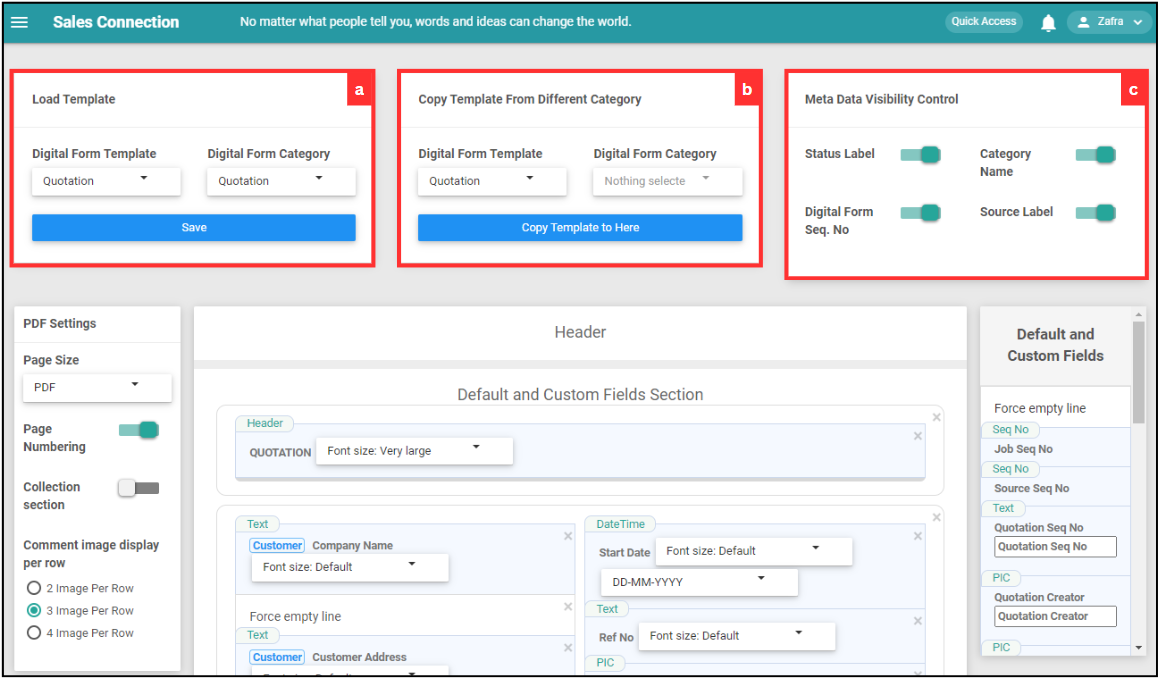 Sales Connection
No matter what people tell you, words and ideas can change the world.
Quick Access
Zafra
a
Load Template
Digital Form Template
Digital Form Category
Quotation
Quotation
Save
b
Copy Template From Different Category
Digital Form Template
Digital Form Category
Quotation
Nothing selecte
Copy Template to Here
c
Meta Data Visibility Control
Status Label
Category
Name
Digital Form
Seq. No
Source Label
PDF Settings
Page Size
PDF
Page
Numbering
Collection
section
Comment image display
per row
2 Image Per Row
3 Image Per Row
4 Image Per Row
Header
Default and Custom Fields Section
Header
QUOTATION
Font size: Very large
Text
Customer Company Name
Font size: Default
Force empty line
Text
Customer Customer Address
DateTime
Start Date
Font size: Default
DD-MM-YYYY
Text
Ref No
Font size: Default
PIC
Default and
Custom Fields
Force empty line
Seq No
Job Seq No
Seq No
Source Seq No
Text
Quotation Seq No
Quotation Seq No
PIC
Quotation Creator
Quotation Creator
PIC